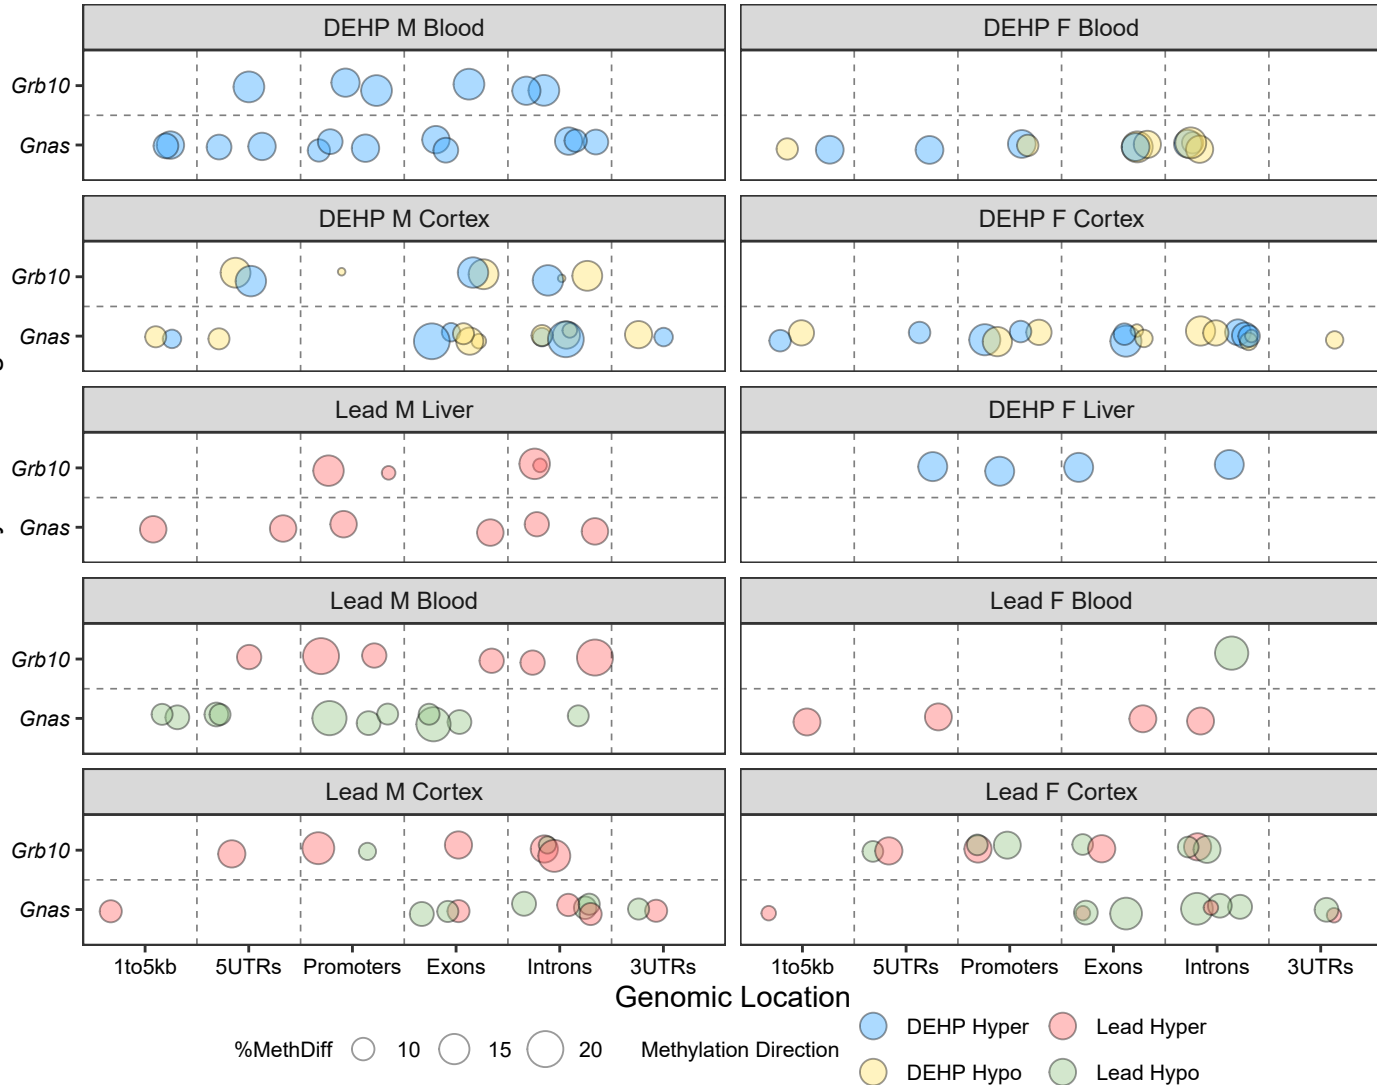 DEHP M Blood DEHP F Blood
Grb10
Gnas
DEHP M Cortex DEHP F Cortex
Grb10
Gnas
Lead M Liver DEHP F Liver
Grb10
Gnas
Lead M Blood Lead F Blood
Grb10
Gnas
Lead M Cortex Lead F Cortex
Grb10
Gnas
1to5kb 5UTRs Promoters Exons Introns 3UTRs 1to5kb 5UTRs Promoters Exons Introns 3UTRs
Genomic Location
%MethDiff 10 15 20 Methylation Direction DEHP Hyper Lead Hyper
DEHP Hypo Lead Hypo